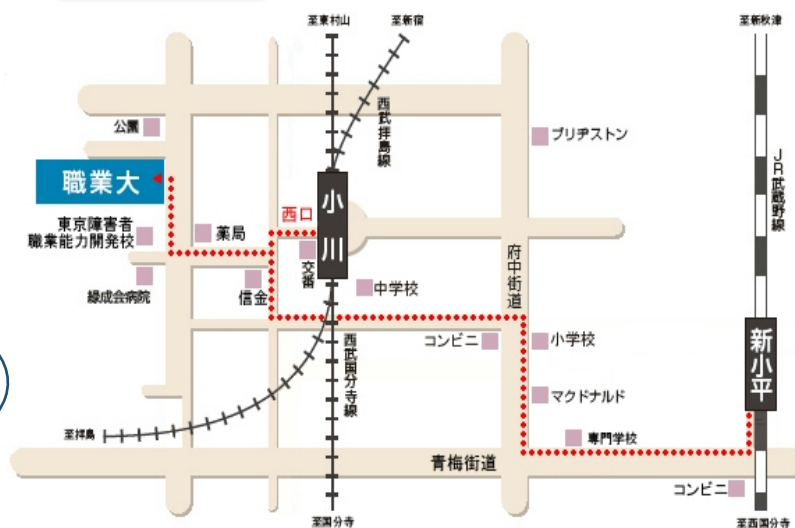 至東村山
至新宿
至新秋津
公園
西武拝島線
ブリヂストン
JR武蔵野線
職業大
小川
西口
東京障害者
職業能力開発校
薬局
交番
府中街道
緑成会病院
信金
中学校
西武国分寺線
コンビニ
小学校
新小平
マクドナルド
至拝島
専門学校
青梅街道
コンビニ
至国分寺
至西国分寺